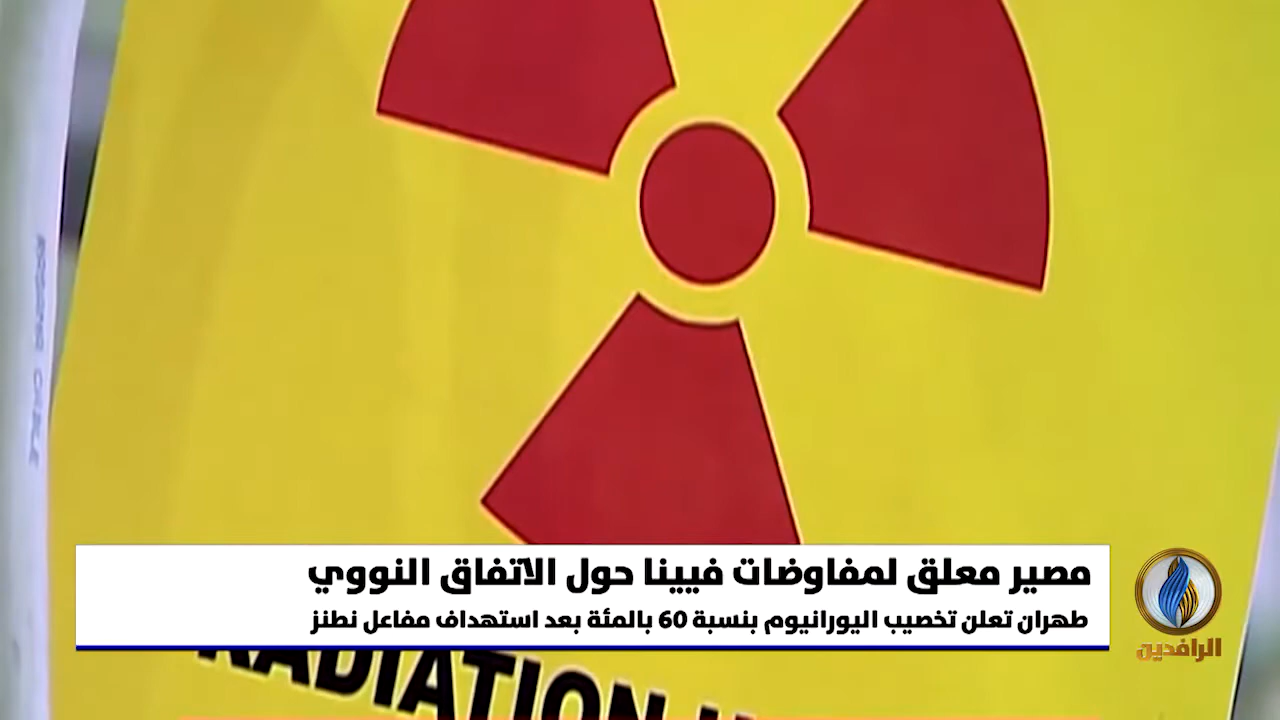 مصير معلق لمفاوضات فيينا حول الاتفاق النووي
طهران تعلن تخصيب اليورانيوم بنسبة 60 بالمئة بعد استهداف مفاعل نطنز
الرافدين
RADIATION